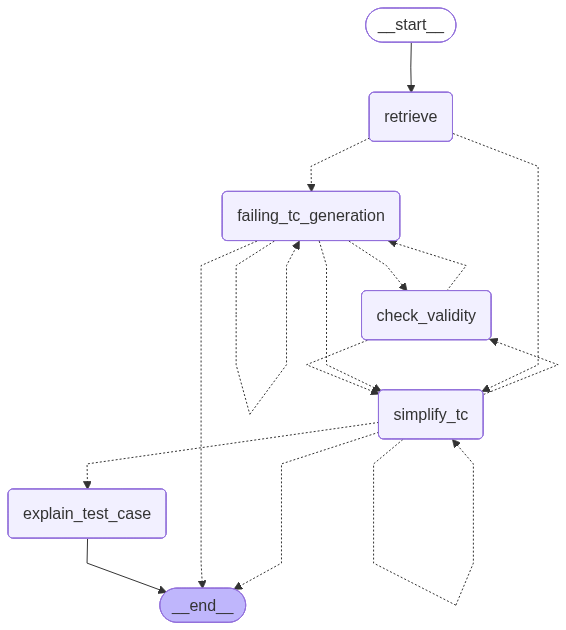 __start__
retrieve
failing_tc_generation
check_validity
simplify_tc
explain_test_case
__end__